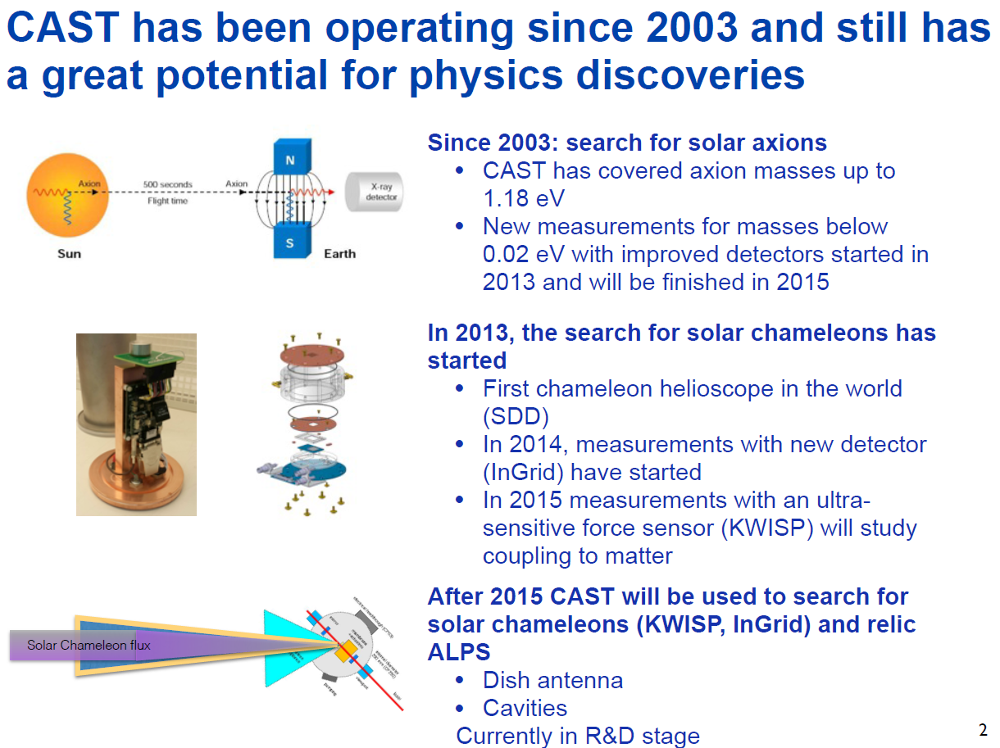 CAST has been operating since 2003 and still has
a great potential for physics discoveries
Axion
500 seconds
Flight time
Axion
N
S
X-ray
detector
Sun
Earth
Since 2003: search for solar axions
• CAST has covered axion masses up to
1.18 eV
• New measurements for masses below
0.02 eV with improved detectors started in
2013 and will be finished in 2015
In 2013, the search for solar chameleons has
started
• First chameleon helioscope in the world
(SDD)
• In 2014, measurements with new detector
(InGrid) have started
• In 2015 measurements with an ultra-
sensitive force sensor (KWISP) will study
coupling to matter
Solar Chameleon flux
viewport
pumping
laser
After 2015 CAST will be used to search for
solar chameleons (KWISP, InGrid) and relic
ALPS
• Dish antenna
• Cavities
Currently in R&D stage
2